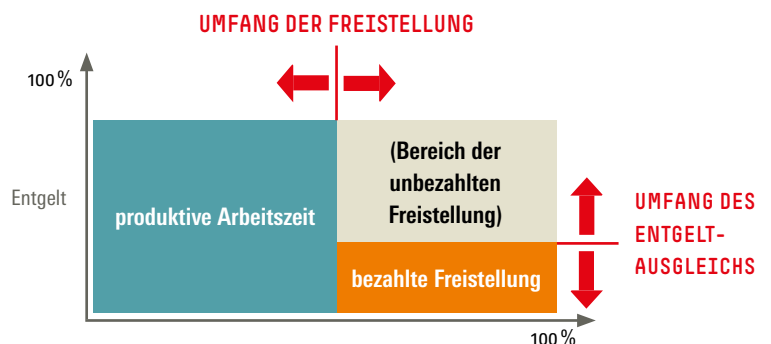 UMFANG DER FREISTELLUNG
100 %
Entgelt
produktive Arbeitszeit
(Bereich der
unbezahlten
Freistellung)
bezahlte Freistellung
UMFANG DES
ENTGELT-
AUSGLEICHS
100 %